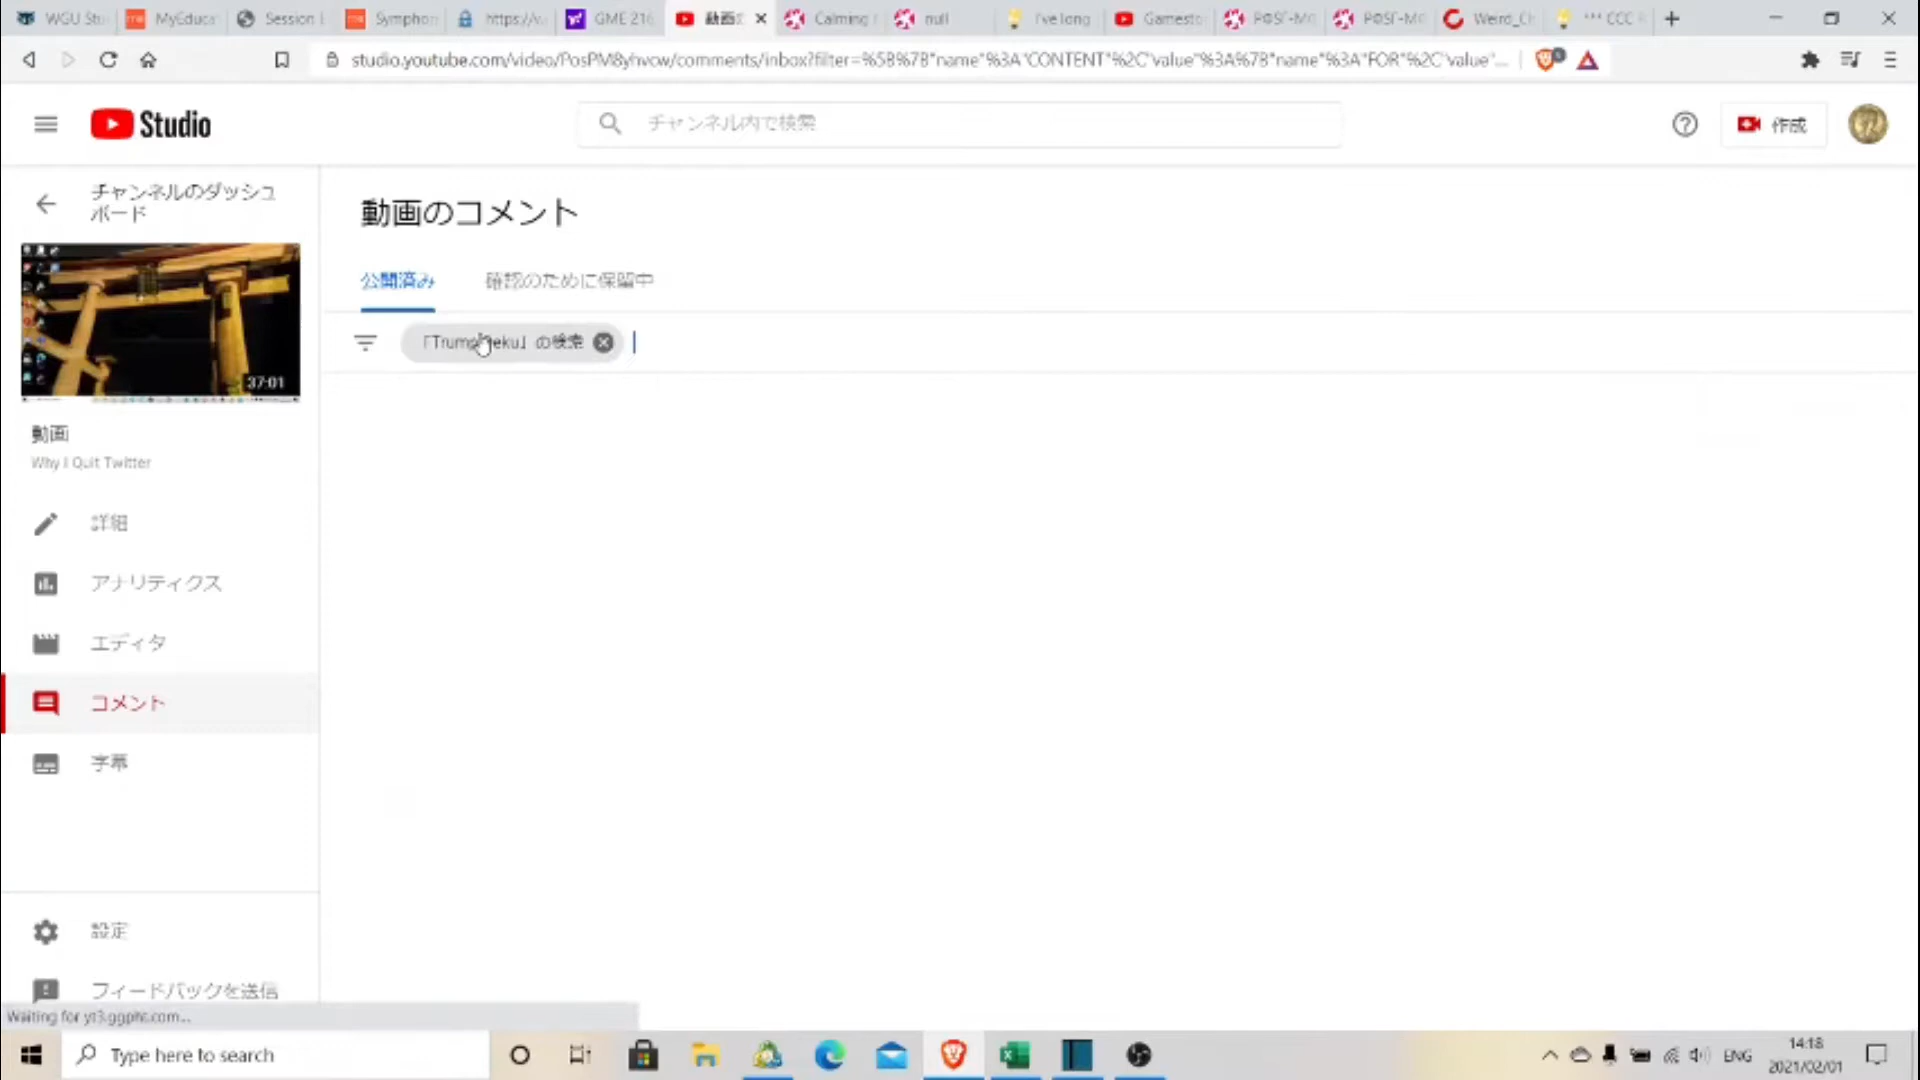 WGU Stu
MyEduca
Session
Symphon
https://v.
GME 216
動画
Calming
null
I've long
Gamesto
Weird_Ch
*** CCC
studio.youtube.com/video/PosPM8yhvow/comments/inbox?filter=%5B%7B"name"%3A"CONTENT"%2C"value"%3A%7B"name"%3A"FOR"%2C"value"...
Studio
チャンネル内で検索
作成
チャンネルのダッシュ
ボード
37:01
動画
Why I Quit Twitter
詳細
アナリティクス
エディタ
コメント
字幕
設定
フィードバックを送信
動画のコメント
公開済み
確認のために保留中
の検索
Waiting for yt3.ggpht.com...
Type here to search
ENG
14:18
2021/02/01